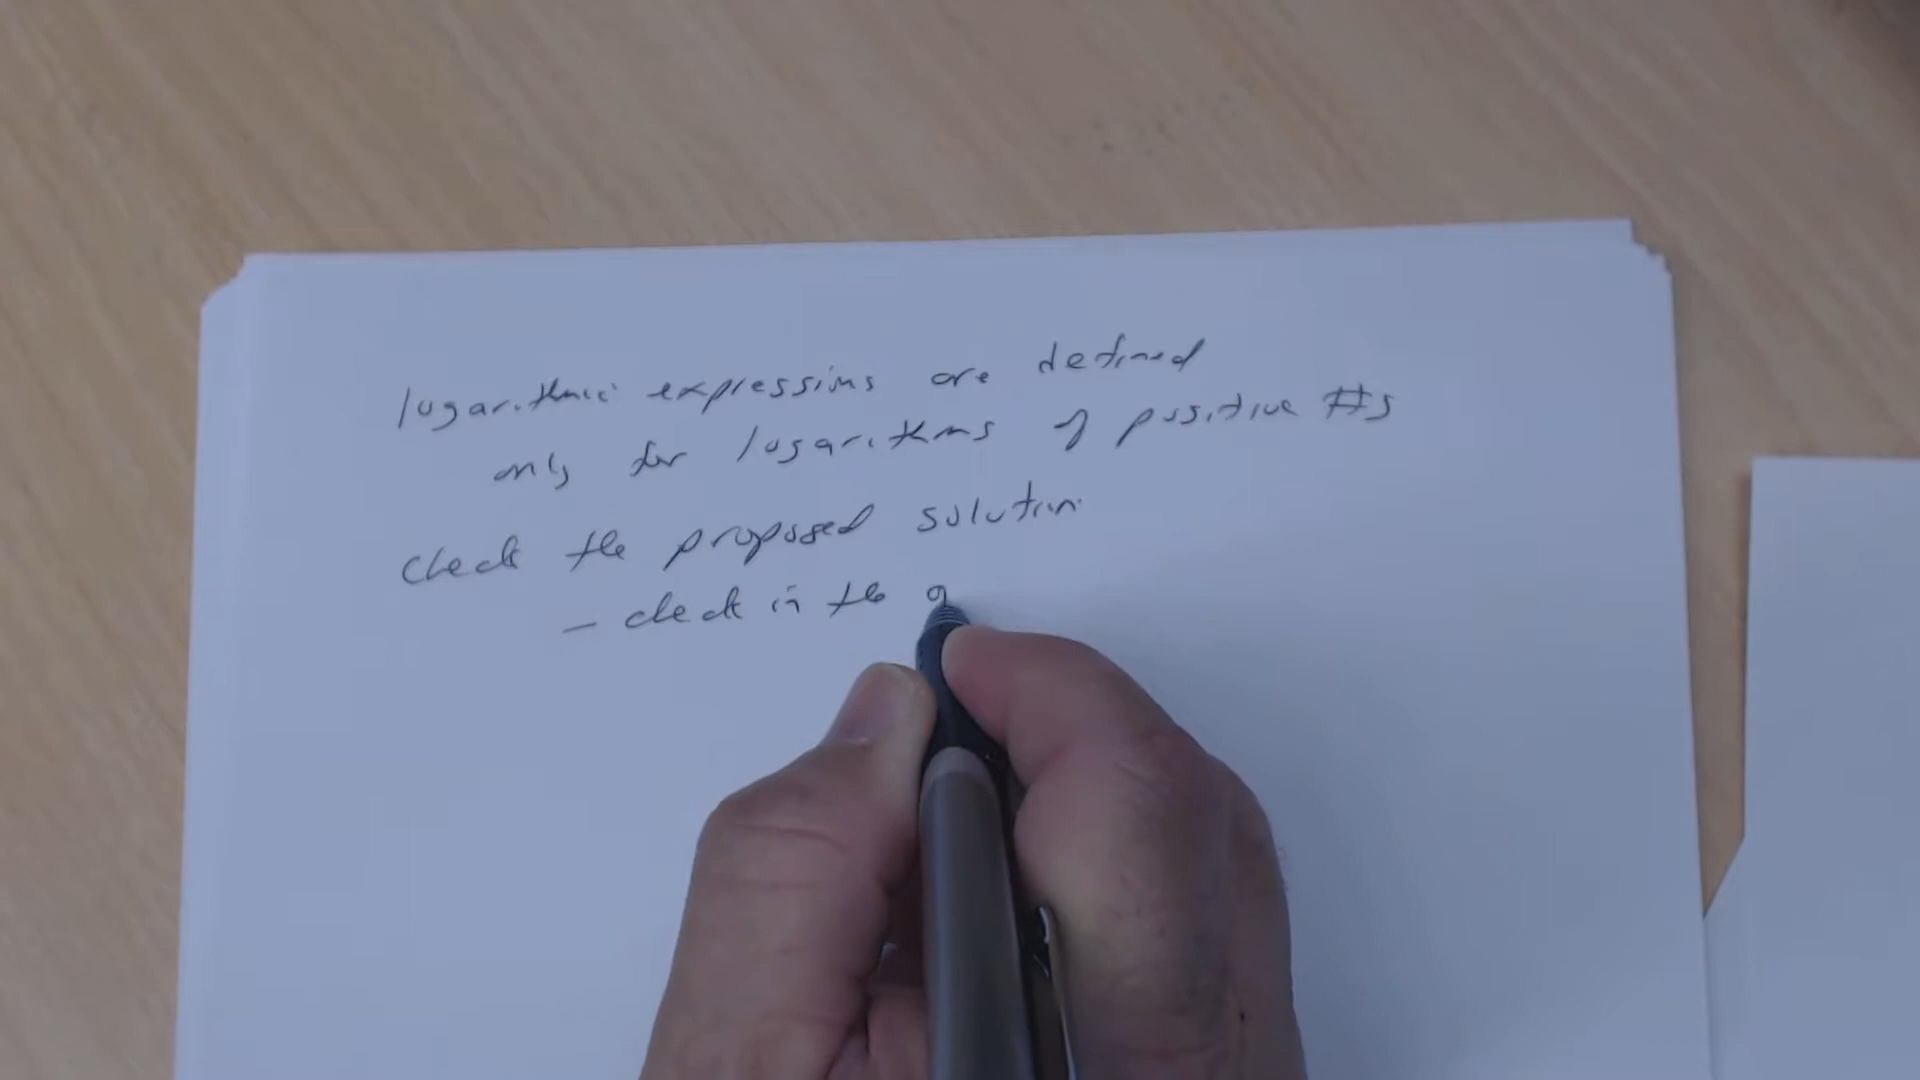 logarithmic expressions are defined
only for logarithms of positive #s
Check the proposed solution
— check in the